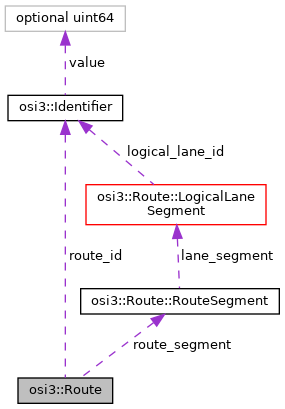 optional uint64
value
osi3::Identifier
logical_lane_id
osi3::Route::LogicalLane
Segment
route_id
lane_segment
osi3::Route::RouteSegment
route_segment
osi3::Route